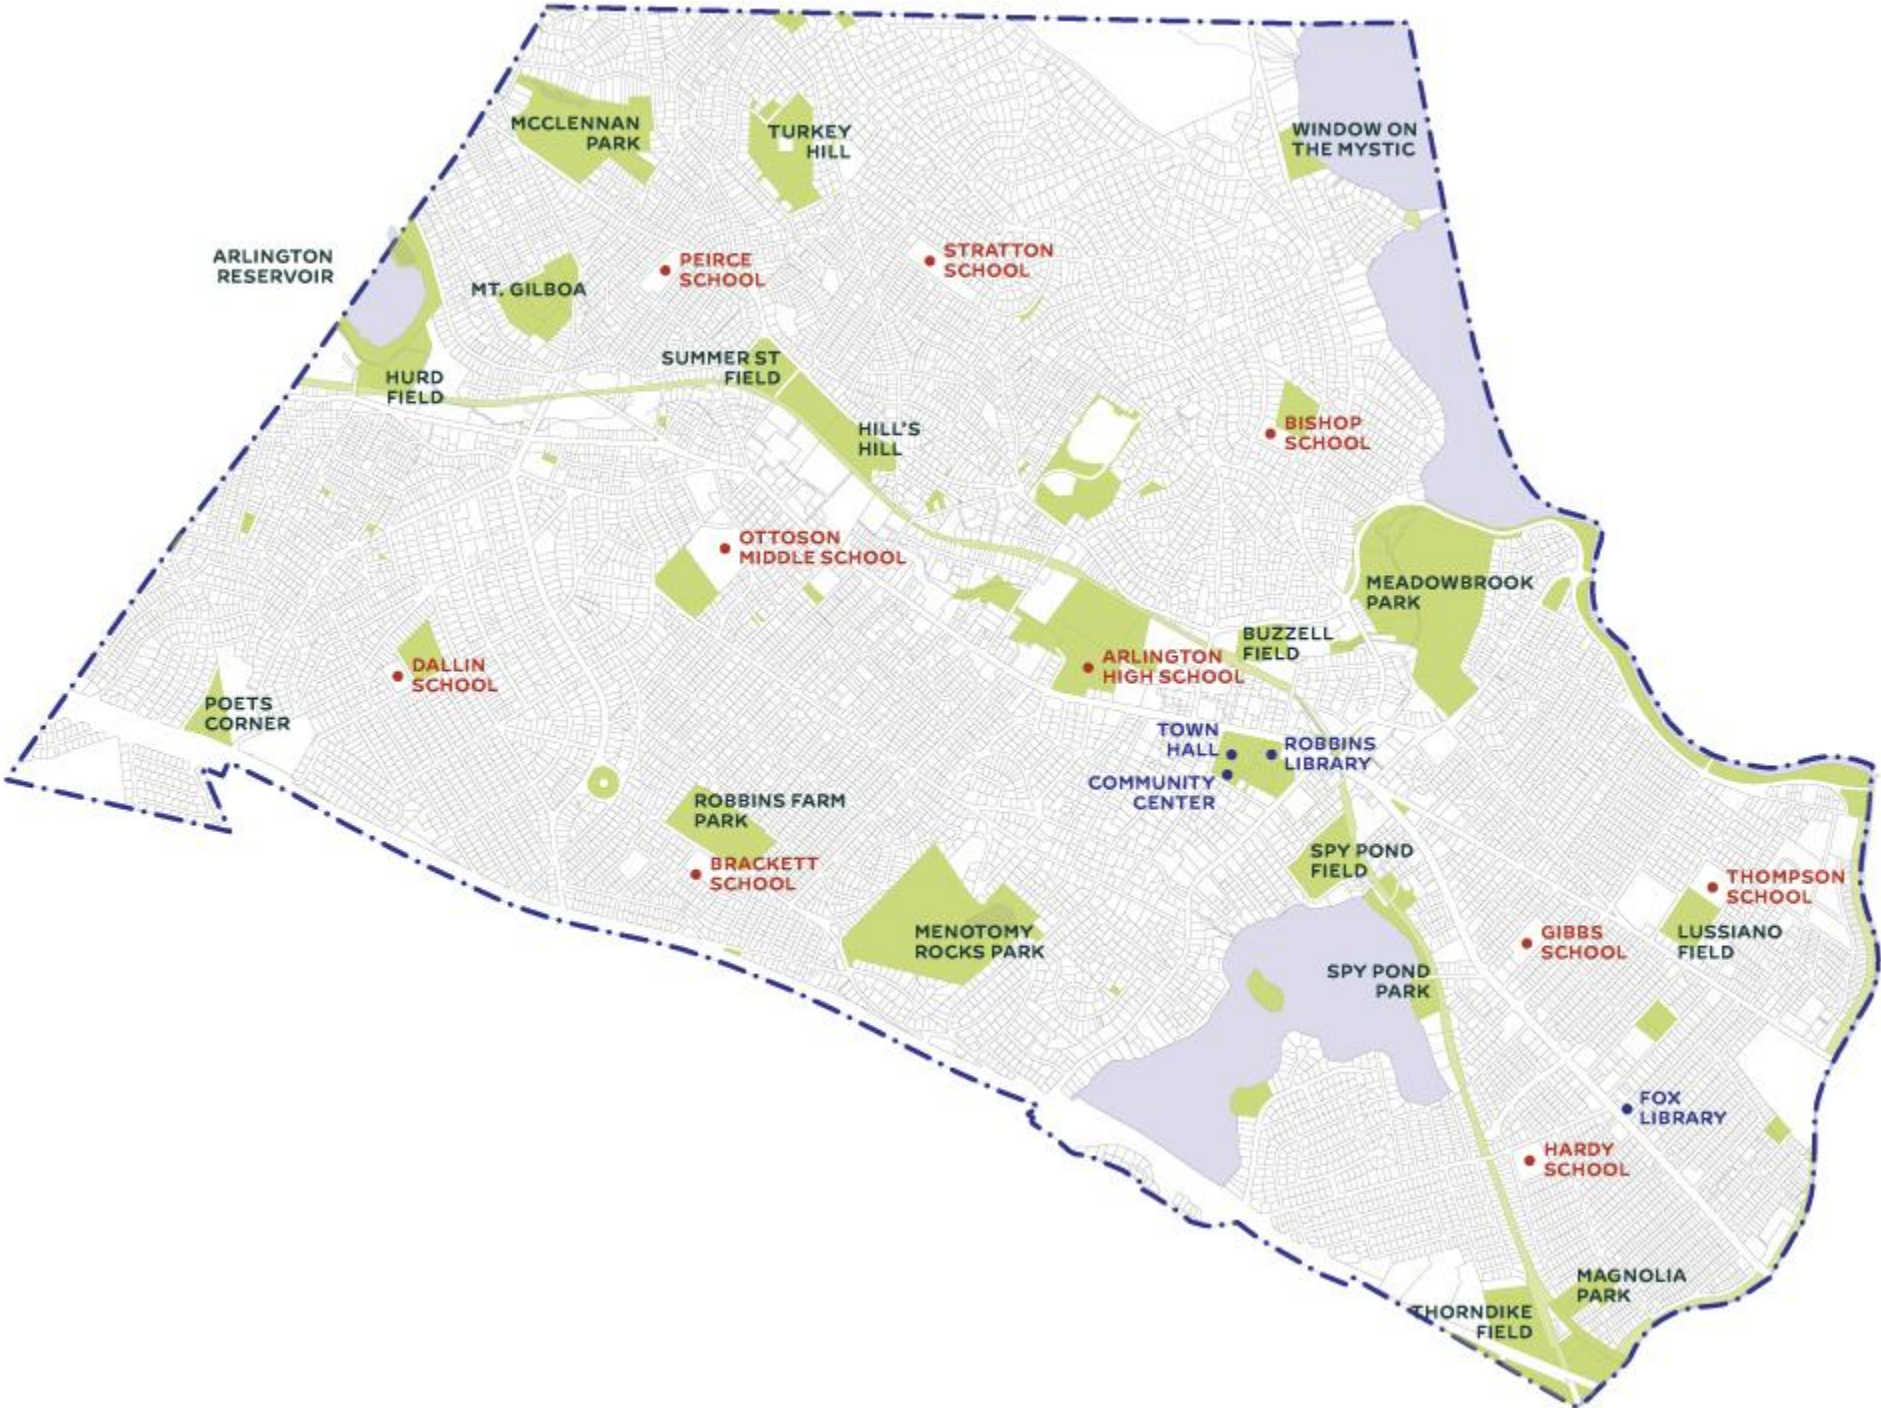 MCCLENNAN
PARK
TURKEY
HILL
WINDOW ON
THE MYSTIC
ARLINGTON
RESERVOIR
PEIRCE
SCHOOL
STRATTON
SCHOOL
MT. GILBOA
SUMMER ST
FIELD
HURD
FIELD
HILL'S
HILL
BISHOP
SCHOOL
OTTOSON
MIDDLE SCHOOL
MEADOWBROOK
PARK
BUZZELL
FIELD
ARLINGTON
HIGH SCHOOL
DALLIN
SCHOOL
POETS
CORNER
TOWN
HALL
ROBBINS
LIBRARY
COMMUNITY
CENTER
ROBBINS FARM
PARK
BRACKETT
SCHOOL
SPY POND
FIELD
THOMPSON
SCHOOL
MENOTOMY
ROCKS PARK
GIBBS
SCHOOL
LUSSIANO
FIELD
SPY POND
PARK
FOX
LIBRARY
HARDY
SCHOOL
MAGNOLIA
PARK
THORNDIKE
FIELD